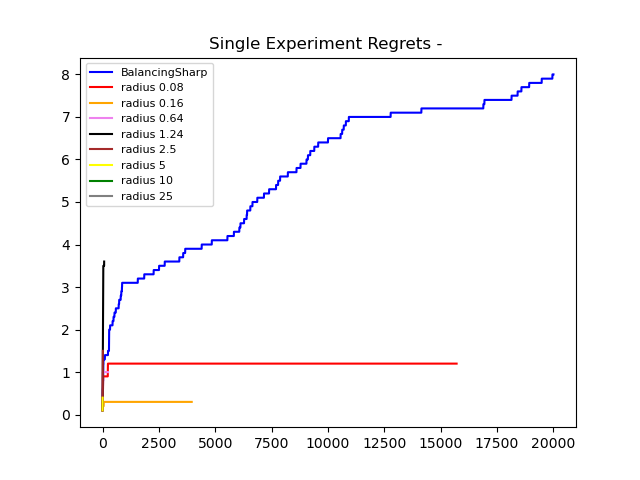 Single Experiment Regrets -
BalancingSharp
radius 0.08
radius 0.16
radius 0.64
radius 1.24
radius 2.5
radius 5
radius 10
radius 25
8
7
6
5
4
3
2
1
0
0 2500 5000 7500 10000 12500 15000 17500 20000